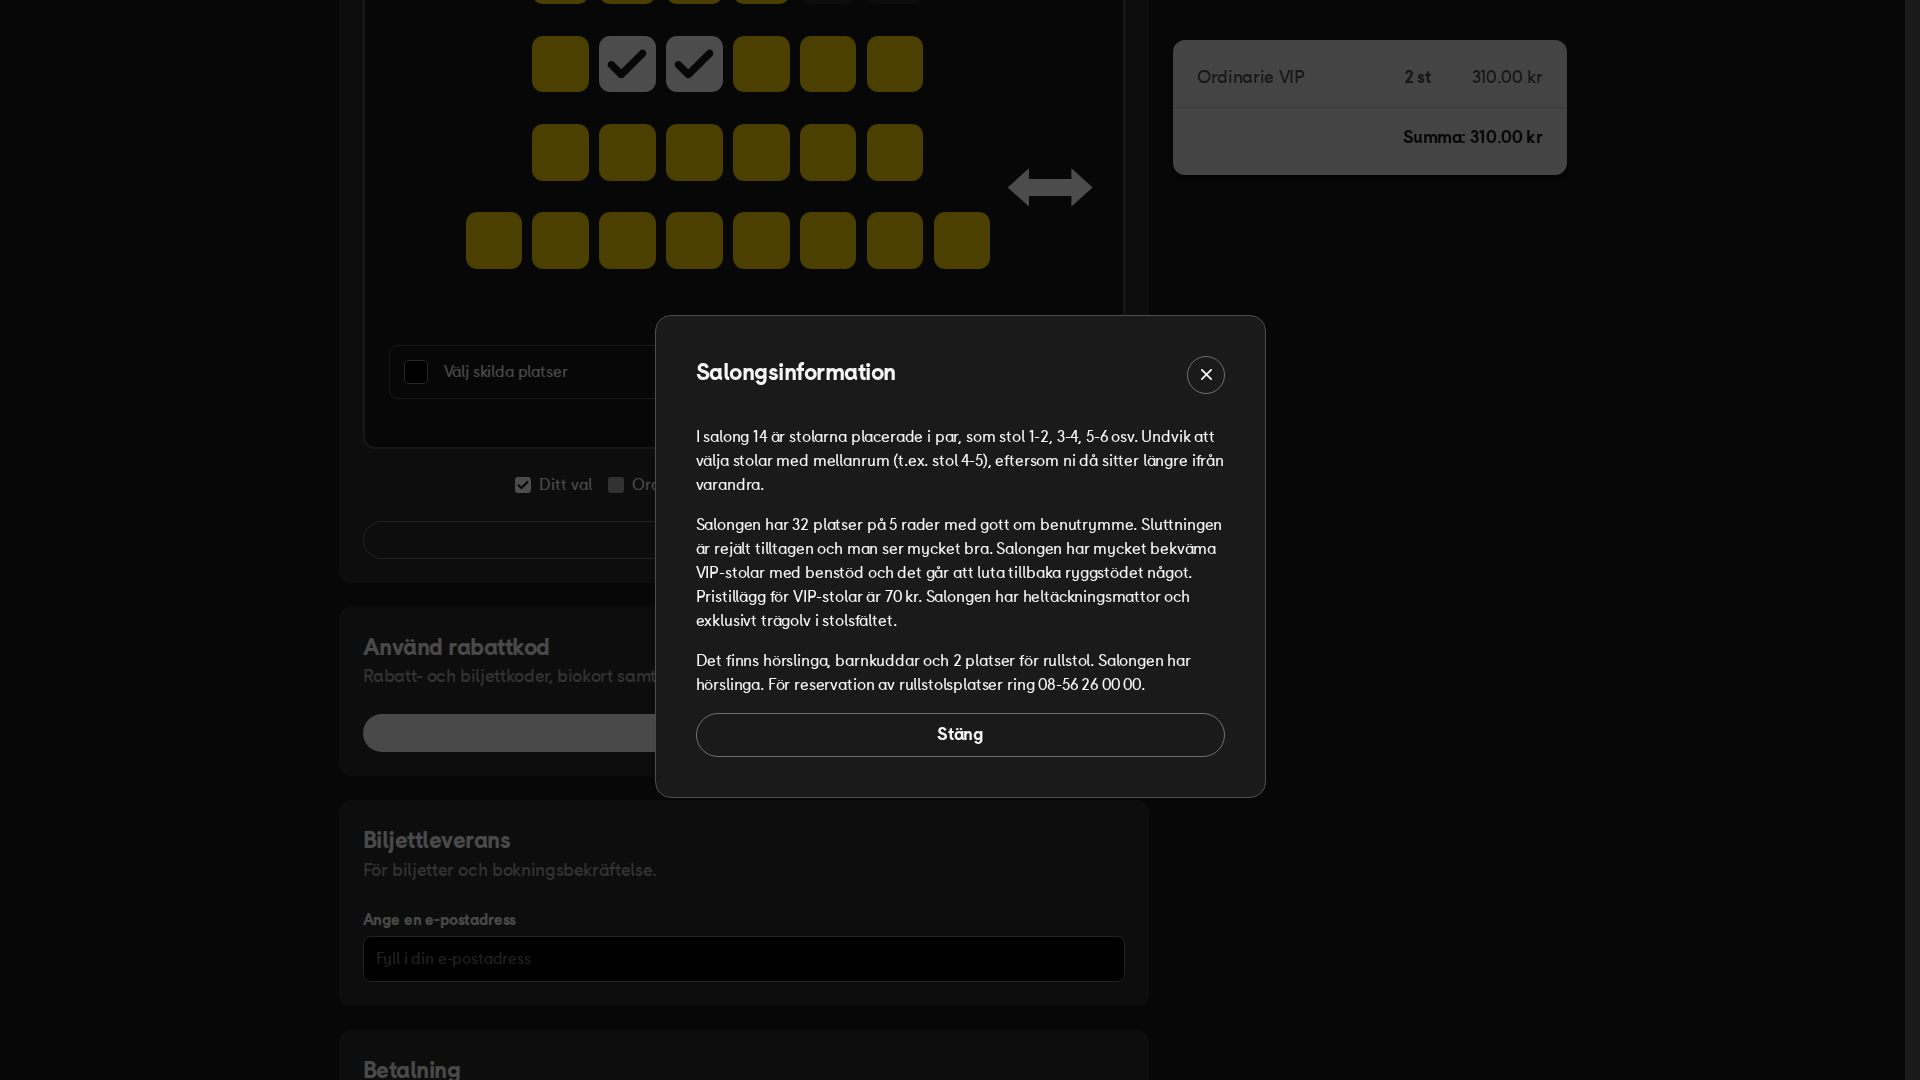 Ordinarie VIP 2 st 310.00 kr
Summa: 310.00 kr
Välj skilda platser
Ditt val
Salongsinformation
I salong 14 är stolarna placerade i par, som stol 1-2, 3-4, 5-6 osv. Undvik att
välja stolar med mellanrum (t.ex. stol 4-5), eftersom ni då sitter längre ifrån
varandra.
Salongen har 32 platser på 5 rader med gott om benutrymme. Sluttningen
är rejält tilltagen och man ser mycket bra. Salongen har mycket bekväma
VIP-stolar med benstöd och det går att luta tillbaka ryggstödet något.
Pristillägg för VIP-stolar är 70 kr. Salongen har heltäckningsmattor och
exklusivt trägolv i stolsfältet.
Det finns hörslinga, barnkuddar och 2 platser för rullstol. Salongen har
hörslinga. För reservation av rullstolsplatser ring 08-56 26 00 00.
Stäng
Använd rabattkod
Rabatt- och biljettkoder, biokort samt
Biljettleverans
För biljetter och bokningsbekräftelse.
Ange en e-postadress
Fyll i din e-postadress
Betalning